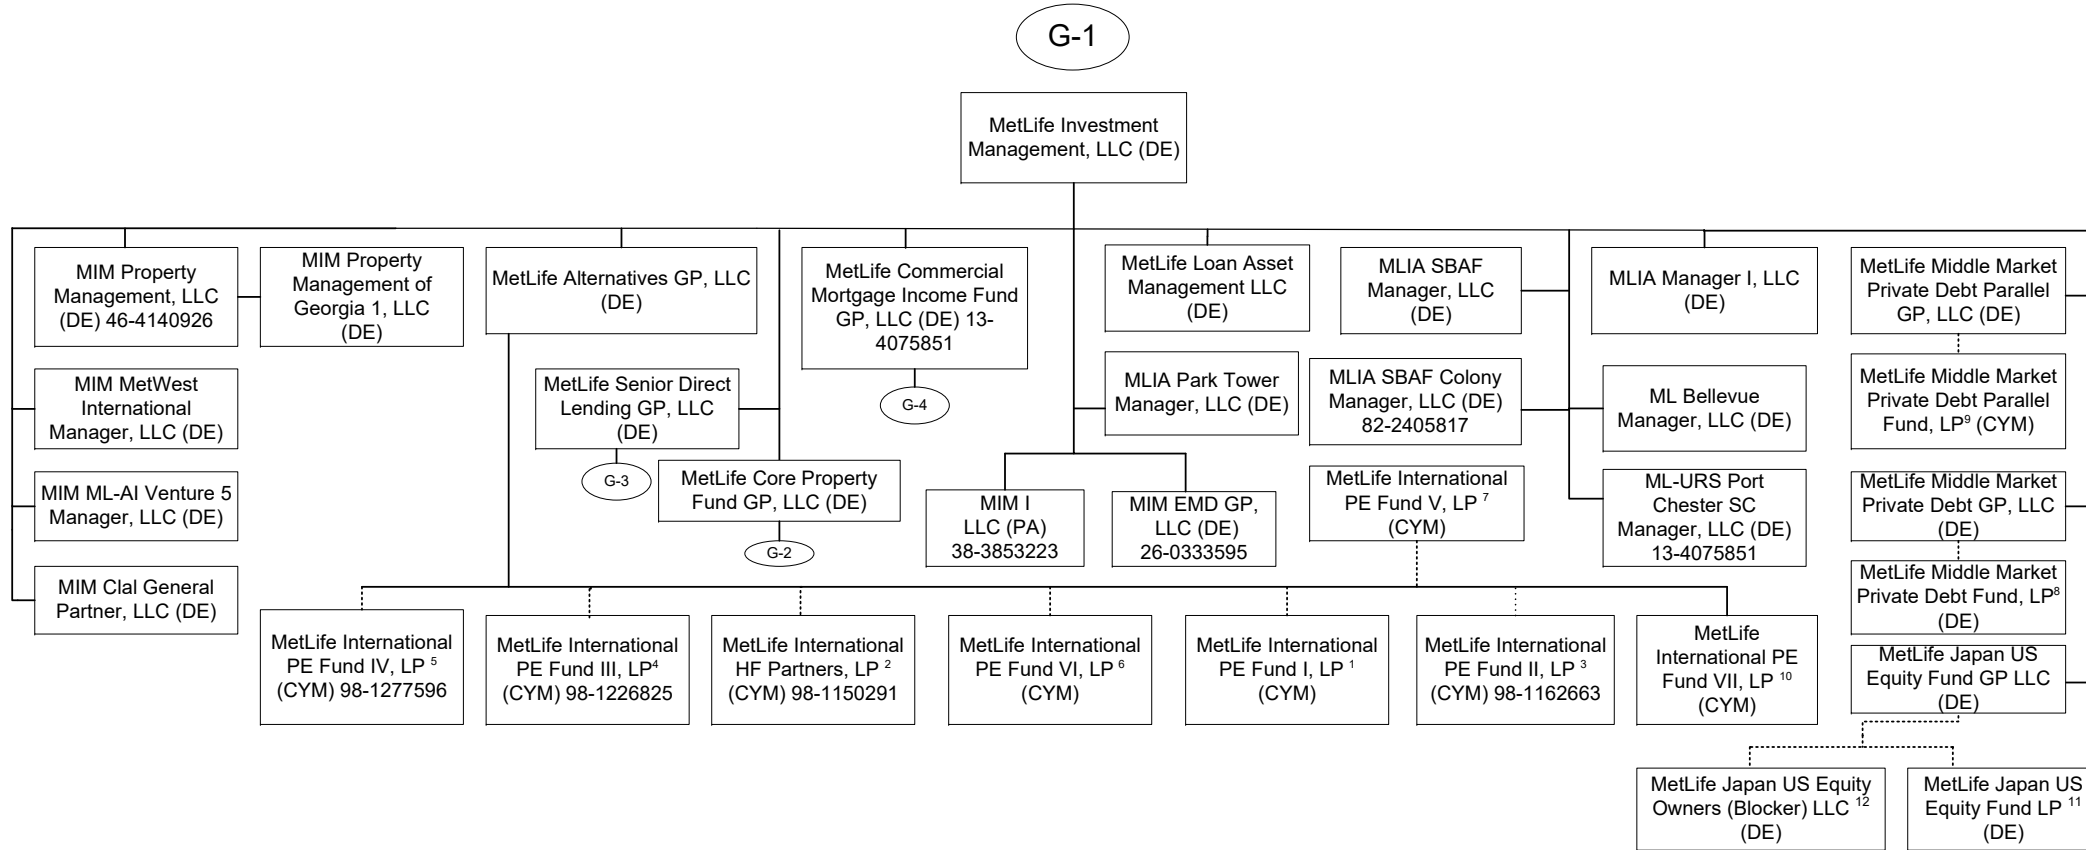 G-1
MetLife Investment
Management, LLC (DE)
MIM Property
Management, LLC
(DE) 46-4140926
MIM Property
Management of
Georgia 1, LLC
(DE)
MetLife Alternatives GP, LLC
(DE)
MetLife Commercial
Mortgage Income Fund
GP, LLC (DE) 13-
4075851
MetLife Loan Asset
Management LLC
(DE)
MLIA SBAF
Manager, LLC
(DE)
MLIA Manager I, LLC
(DE)
MetLife Middle Market
Private Debt Parallel
GP, LLC (DE)
MIM MetWest
International
Manager, LLC (DE)
MetLife Senior Direct
Lending GP, LLC
(DE)
G-4
MLIA Park Tower
Manager, LLC (DE)
MLIA SBAF Colony
Manager, LLC (DE)
82-2405817
ML Bellevue
Manager, LLC (DE)
MetLife Middle Market
Private Debt Parallel
Fund, LP⁹ (CYM)
MIM ML-AI Venture 5
Manager, LLC (DE)
G-3
MetLife Core Property
Fund GP, LLC (DE)
G-2
MIM I
LLC (PA)
38-3853223
MIM EMD GP,
LLC (DE)
26-0333595
MetLife International
PE Fund V, LP ⁷
(CYM)
ML-URS Port
Chester SC
Manager, LLC (DE)
13-4075851
MetLife Middle Market
Private Debt GP, LLC
(DE)
MIM Clal General
Partner, LLC (DE)
MetLife Middle Market
Private Debt Fund, LP⁸
(DE)
MetLife International
PE Fund IV, LP ⁵
(CYM) 98-1277596
MetLife International
PE Fund III, LP⁴
(CYM) 98-1226825
MetLife International
HF Partners, LP ²
(CYM) 98-1150291
MetLife International
PE Fund VI, LP ⁶
(CYM)
MetLife International
PE Fund I, LP ¹
(CYM)
MetLife International
PE Fund II, LP ³
(CYM) 98-1162663
MetLife
International PE
Fund VII, LP ¹⁰
(CYM)
MetLife Japan US
Equity Fund GP LLC
(DE)
MetLife Japan US Equity
Owners (Blocker) LLC ¹²
(DE)
MetLife Japan US
Equity Fund LP ¹¹
(DE)